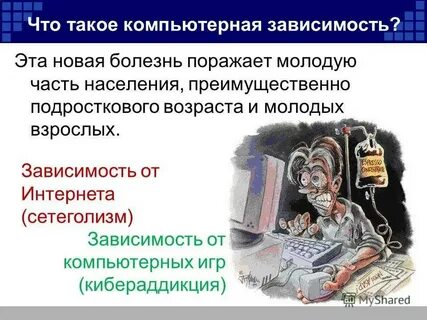 Что такое компьютерная зависимость?
Эта новая болезнь поражает молодую
часть населения, преимущественно
подросткового возраста и молодых
взрослых.
Зависимость от
Интернета
(сетеголизм)
Зависимость от
компьютерных игр
(кибераддикция)
MyShared